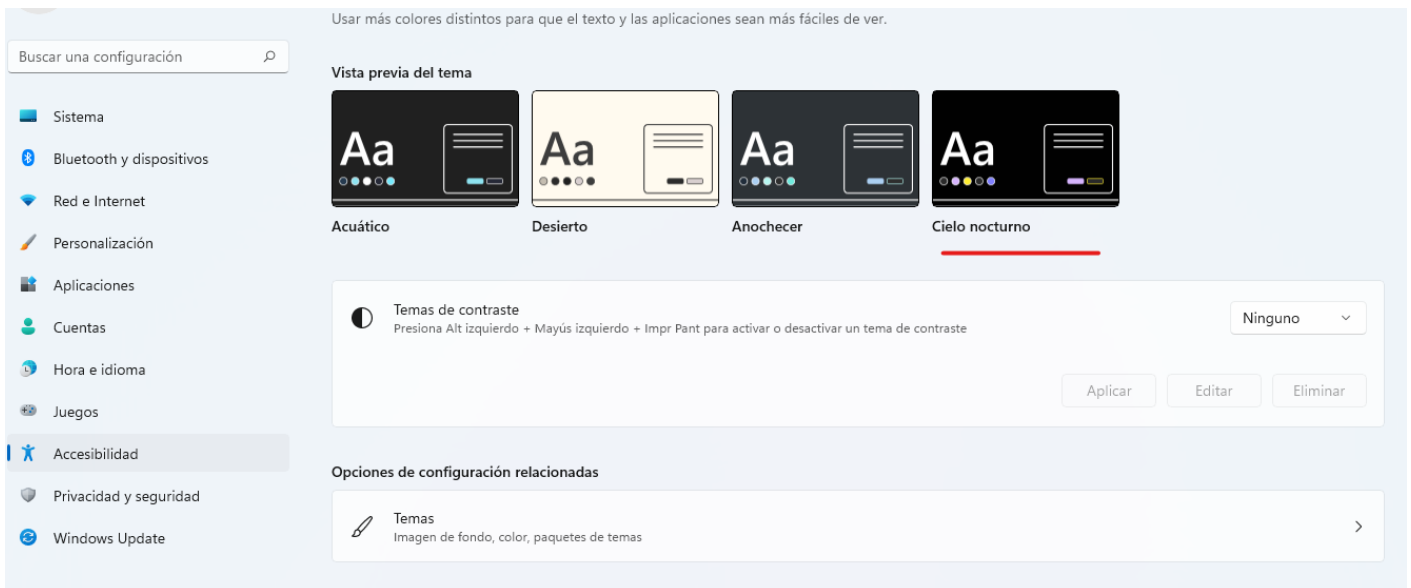 Usar más colores distintos para que el texto y las aplicaciones sean más fáciles de ver.
Buscar una configuración
Sistema
Bluetooth y dispositivos
Red e Internet
Personalización
Aplicaciones
Cuentas
Hora e idioma
Juegos
Accesibilidad
Privacidad y seguridad
Windows Update
Vista previa del tema
Aa
Aa
Aa
Aa
Acuático
Desierto
Anochecer
Cielo nocturno
Temas de contraste
Presiona Alt izquierdo + Mayús izquierdo + Impr Pant para activar o desactivar un tema de contraste
Ninguno
Aplicar
Editar
Eliminar
Opciones de configuración relacionadas
Temas
Imagen de fondo, color, paquetes de temas